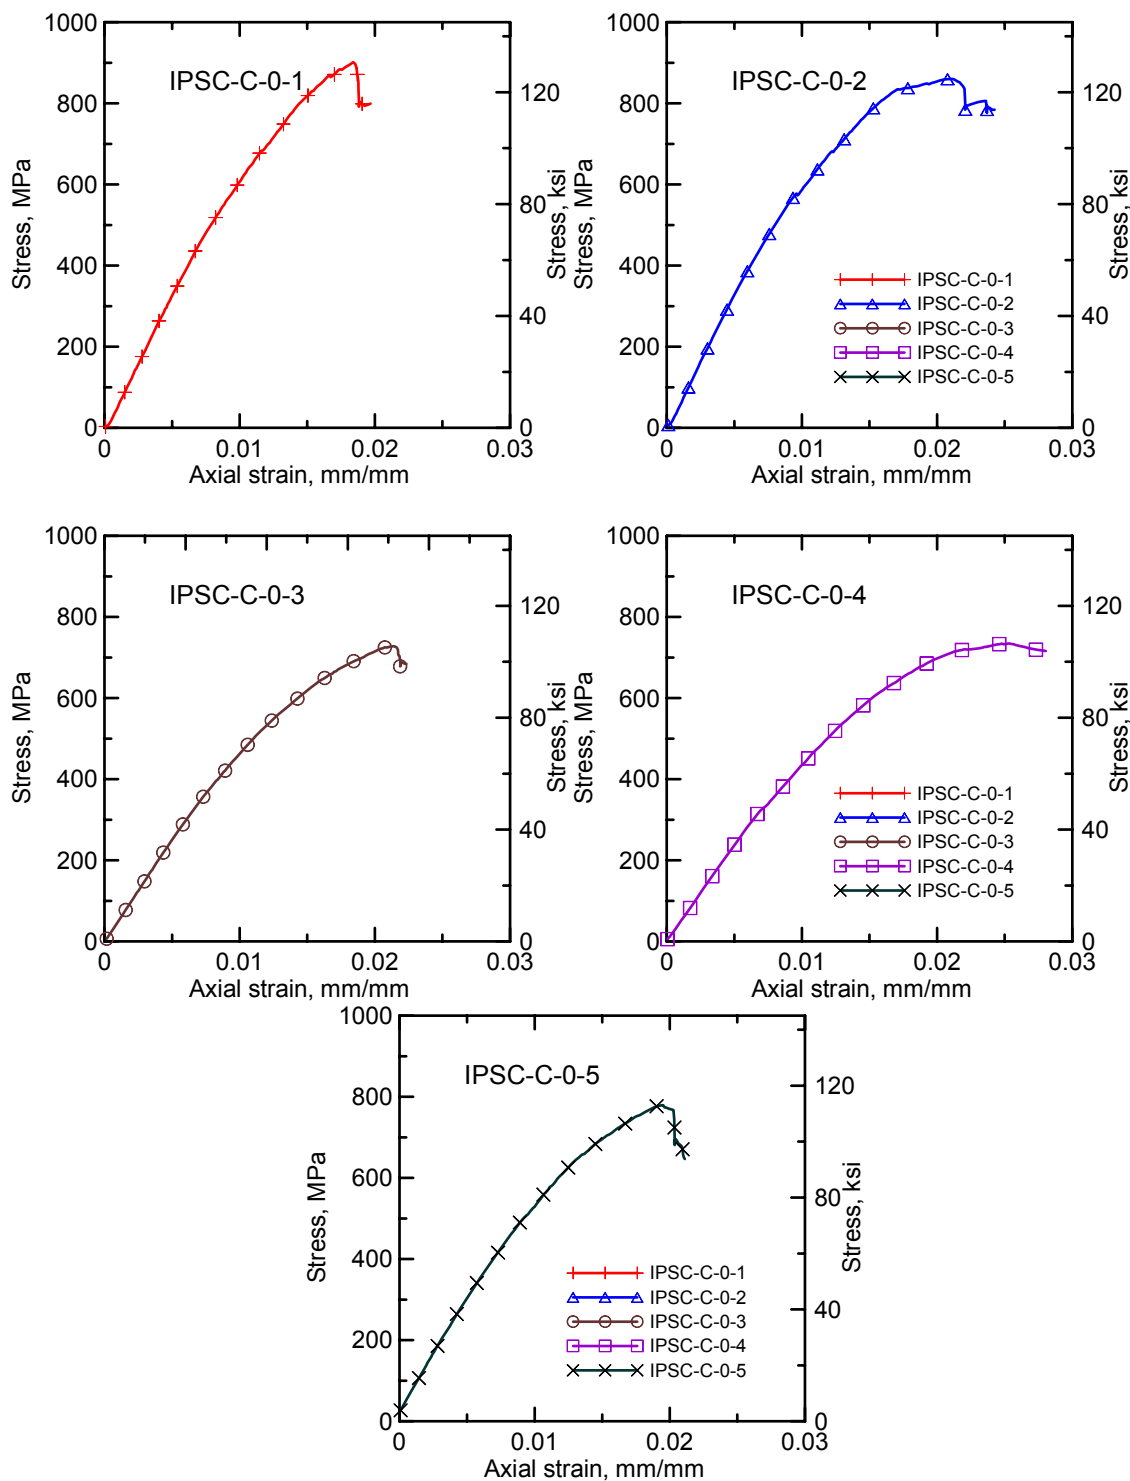 1000
800
600
400
200
0
Stress, MPa
IPSC-C-0-1
120
80
40
0
Stress, ksi
0 0.01 0.02 0.03
Axial strain, mm/mm
1000
800
600
400
200
0
Stress, MPa
IPSC-C-0-2
120
80
40
0
Stress, ksi
IPSC-C-0-1
IPSC-C-0-2
IPSC-C-0-3
IPSC-C-0-4
IPSC-C-0-5
0 0.01 0.02 0.03
Axial strain, mm/mm
1000
800
600
400
200
0
Stress, MPa
IPSC-C-0-3
120
80
40
0
Stress, ksi
0 0.01 0.02 0.03
Axial strain, mm/mm
1000
800
600
400
200
0
Stress, MPa
IPSC-C-0-4
120
80
40
0
Stress, ksi
IPSC-C-0-1
IPSC-C-0-2
IPSC-C-0-3
IPSC-C-0-4
IPSC-C-0-5
0 0.01 0.02 0.03
Axial strain, mm/mm
1000
800
600
400
200
0
Stress, MPa
IPSC-C-0-5
120
80
40
0
Stress, ksi
IPSC-C-0-1
IPSC-C-0-2
IPSC-C-0-3
IPSC-C-0-4
IPSC-C-0-5
0 0.01 0.02 0.03
Axial strain, mm/mm